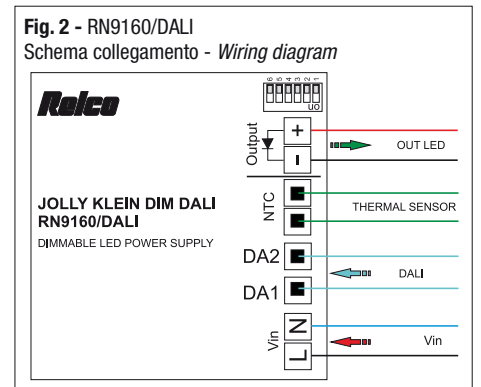 Fig. 2 - RN9160/DALI
Schema collegamento - Wiring diagram
Relco
6 5 4 3 2 1
UO
Output
+
-
OUT LED
NTC
THERMAL SENSOR
JOLLY KLEIN DIM DALI
RN9160/DALI
DIMMABLE LED POWER SUPPLY
DA2
DA1
DALI
Vin
N
L
Vin